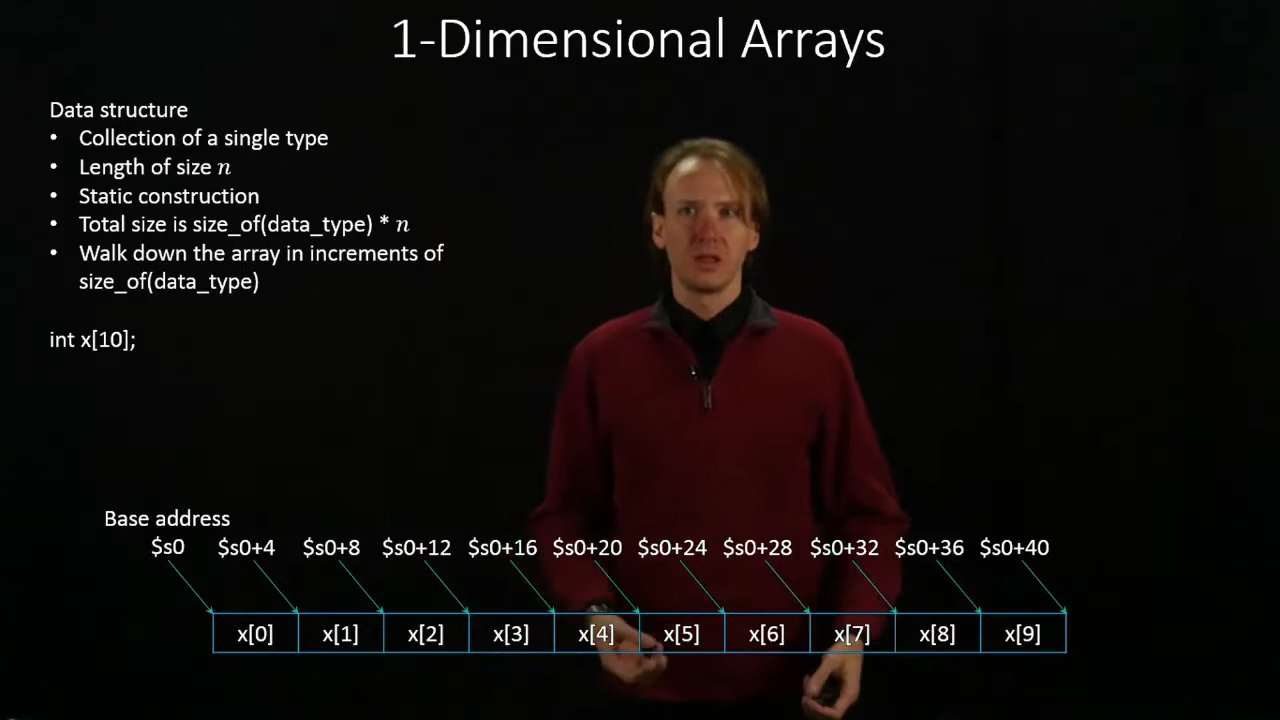 1-Dimensional Arrays
Data structure
• Collection of a single type
• Length of size n
• Static construction
• Total size is size_of(data_type) * n
• Walk down the array in increments of
size_of(data_type)
int x[10];
Base address
$s0 $s0+4 $s0+8 $s0+12 $s0+16 $s0+20 $s0+24 $s0+28 $s0+32 $s0+36 $s0+40
x[0] x[1] x[2] x[3] x[4] x[5] x[6] x[7] x[8] x[9]